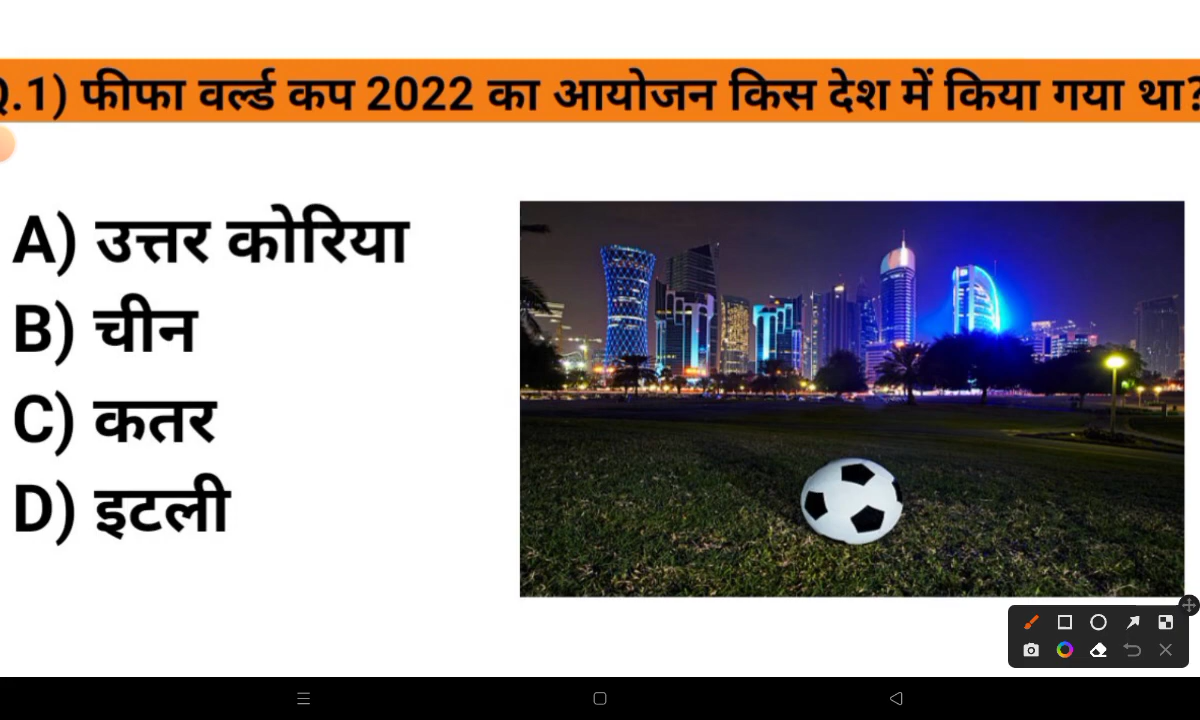 Q.1) फीफा वर्ल्ड कप 2022 का आयोजन किस देश में किया गया था?
A) उत्तर कोरिया
B) चीन
C) कतर
D) इटली